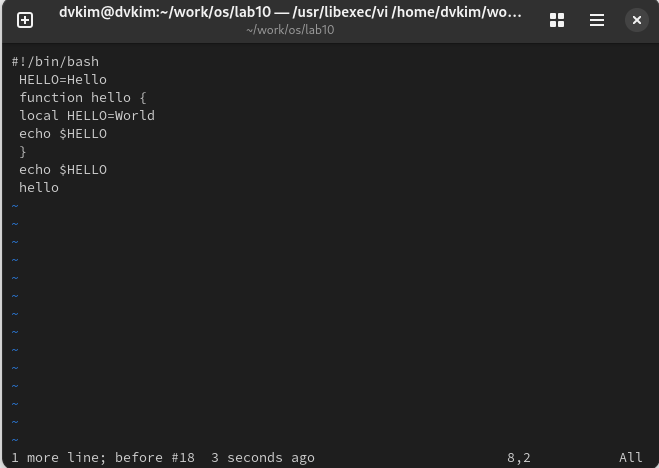 dvkim@dvkim:~/work/os/lab10 — /usr/libexec/vi /home/dvkim/wo…
~/work/os/lab10
#!/bin/bash
 HELLO=Hello
 function hello {
 local HELLO=World
 echo $HELLO
 }
 echo $HELLO
 hello
~
~
~
~
~
~
~
~
~
~
~
~
~
~
1 more line; before #18  3 seconds ago 8,2 All